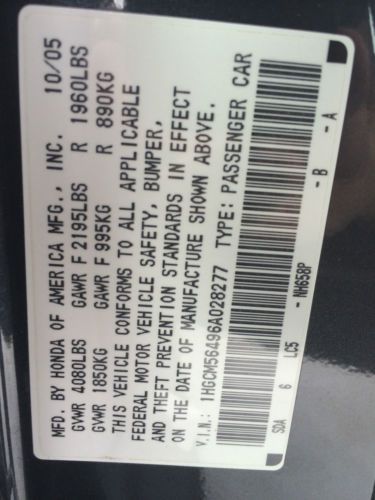 MFD. BY HONDA OF AMERICA MFG., INC. 10/05
GVWR 4080LBS GAWR F 2195LBS R 1960LBS
GVWR 1850KG GAWR F 995KG R 890KG
THIS VEHICLE CONFORMS TO ALL APPLICABLE
FEDERAL MOTOR VEHICLE SAFETY, BUMPER,
AND THEFT PREVENTION STANDARDS IN EFFECT
ON THE DATE OF MANUFACTURE SHOWN ABOVE.
V.I.N.: 1HGCM56496A028277 TYPE: PASSENGER CAR
SDA 6 LC5 -NH658P -B -A